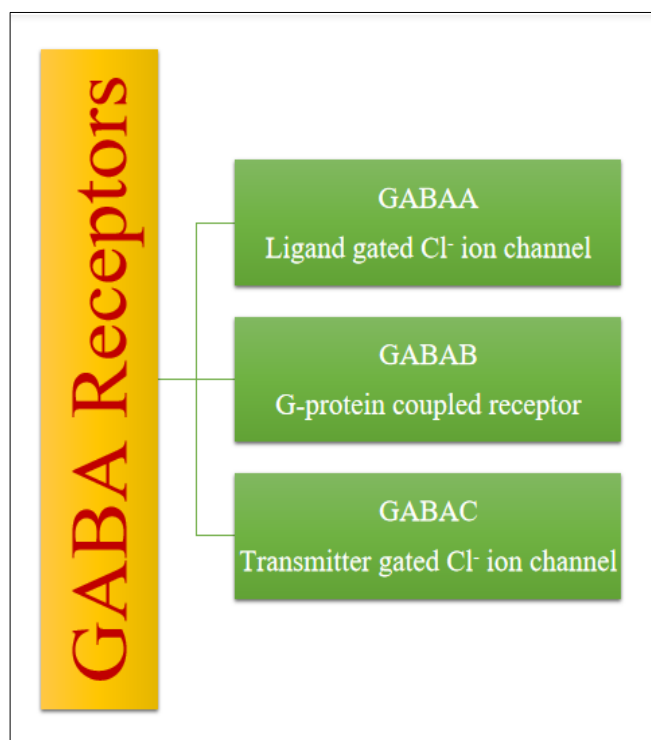 GABA Receptors
GABAA
Ligand gated Cl⁻ ion channel
GABAB
G-protein coupled receptor
GABAC
Transmitter gated Cl⁻ ion channel